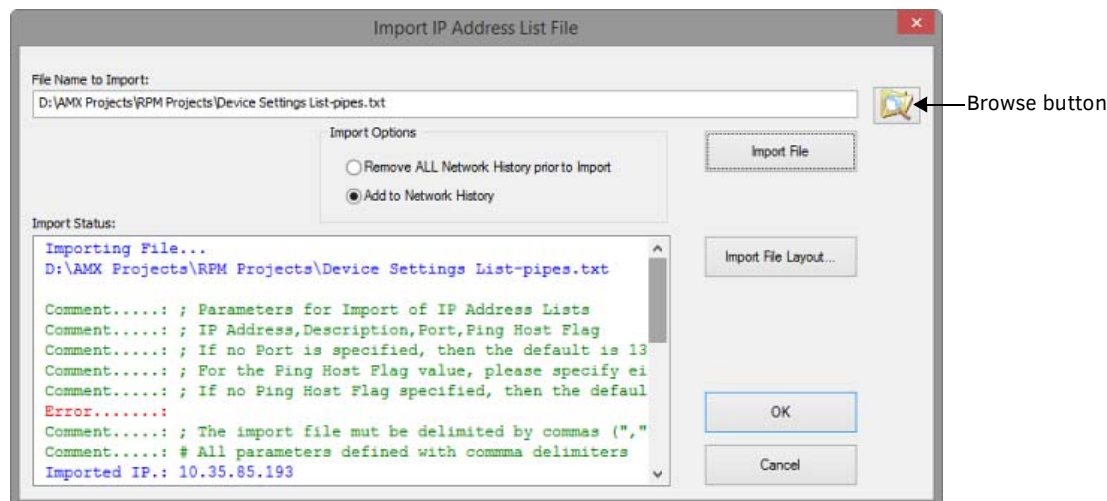 Import IP Address List File
File Name to Import:
D:\AMX Projects\RPM Projects\Device Settings List-pipes.txt
Browse button
Import Options
Remove ALL Network History prior to Import
Add to Network History
Import File
Import Status:
Importing File...
D:\AMX Projects\RPM Projects\Device Settings List-pipes.txt
Import File Layout...
Comment.....: ; Parameters for Import of IP Address Lists
Comment.....: ; IP Address,Description,Port,Ping Host Flag
Comment.....: ; If no Port is specified, then the default is 13
Comment.....: ; For the Ping Host Flag value, please specify ei
Comment.....: ; If no Ping Host Flag specified, then the defaul
Error.......:
Comment.....: ; The import file mut be delimited by commas (","
Comment.....: # All parameters defined with commma delimiters
Imported IP.: 10.35.85.193
OK
Cancel